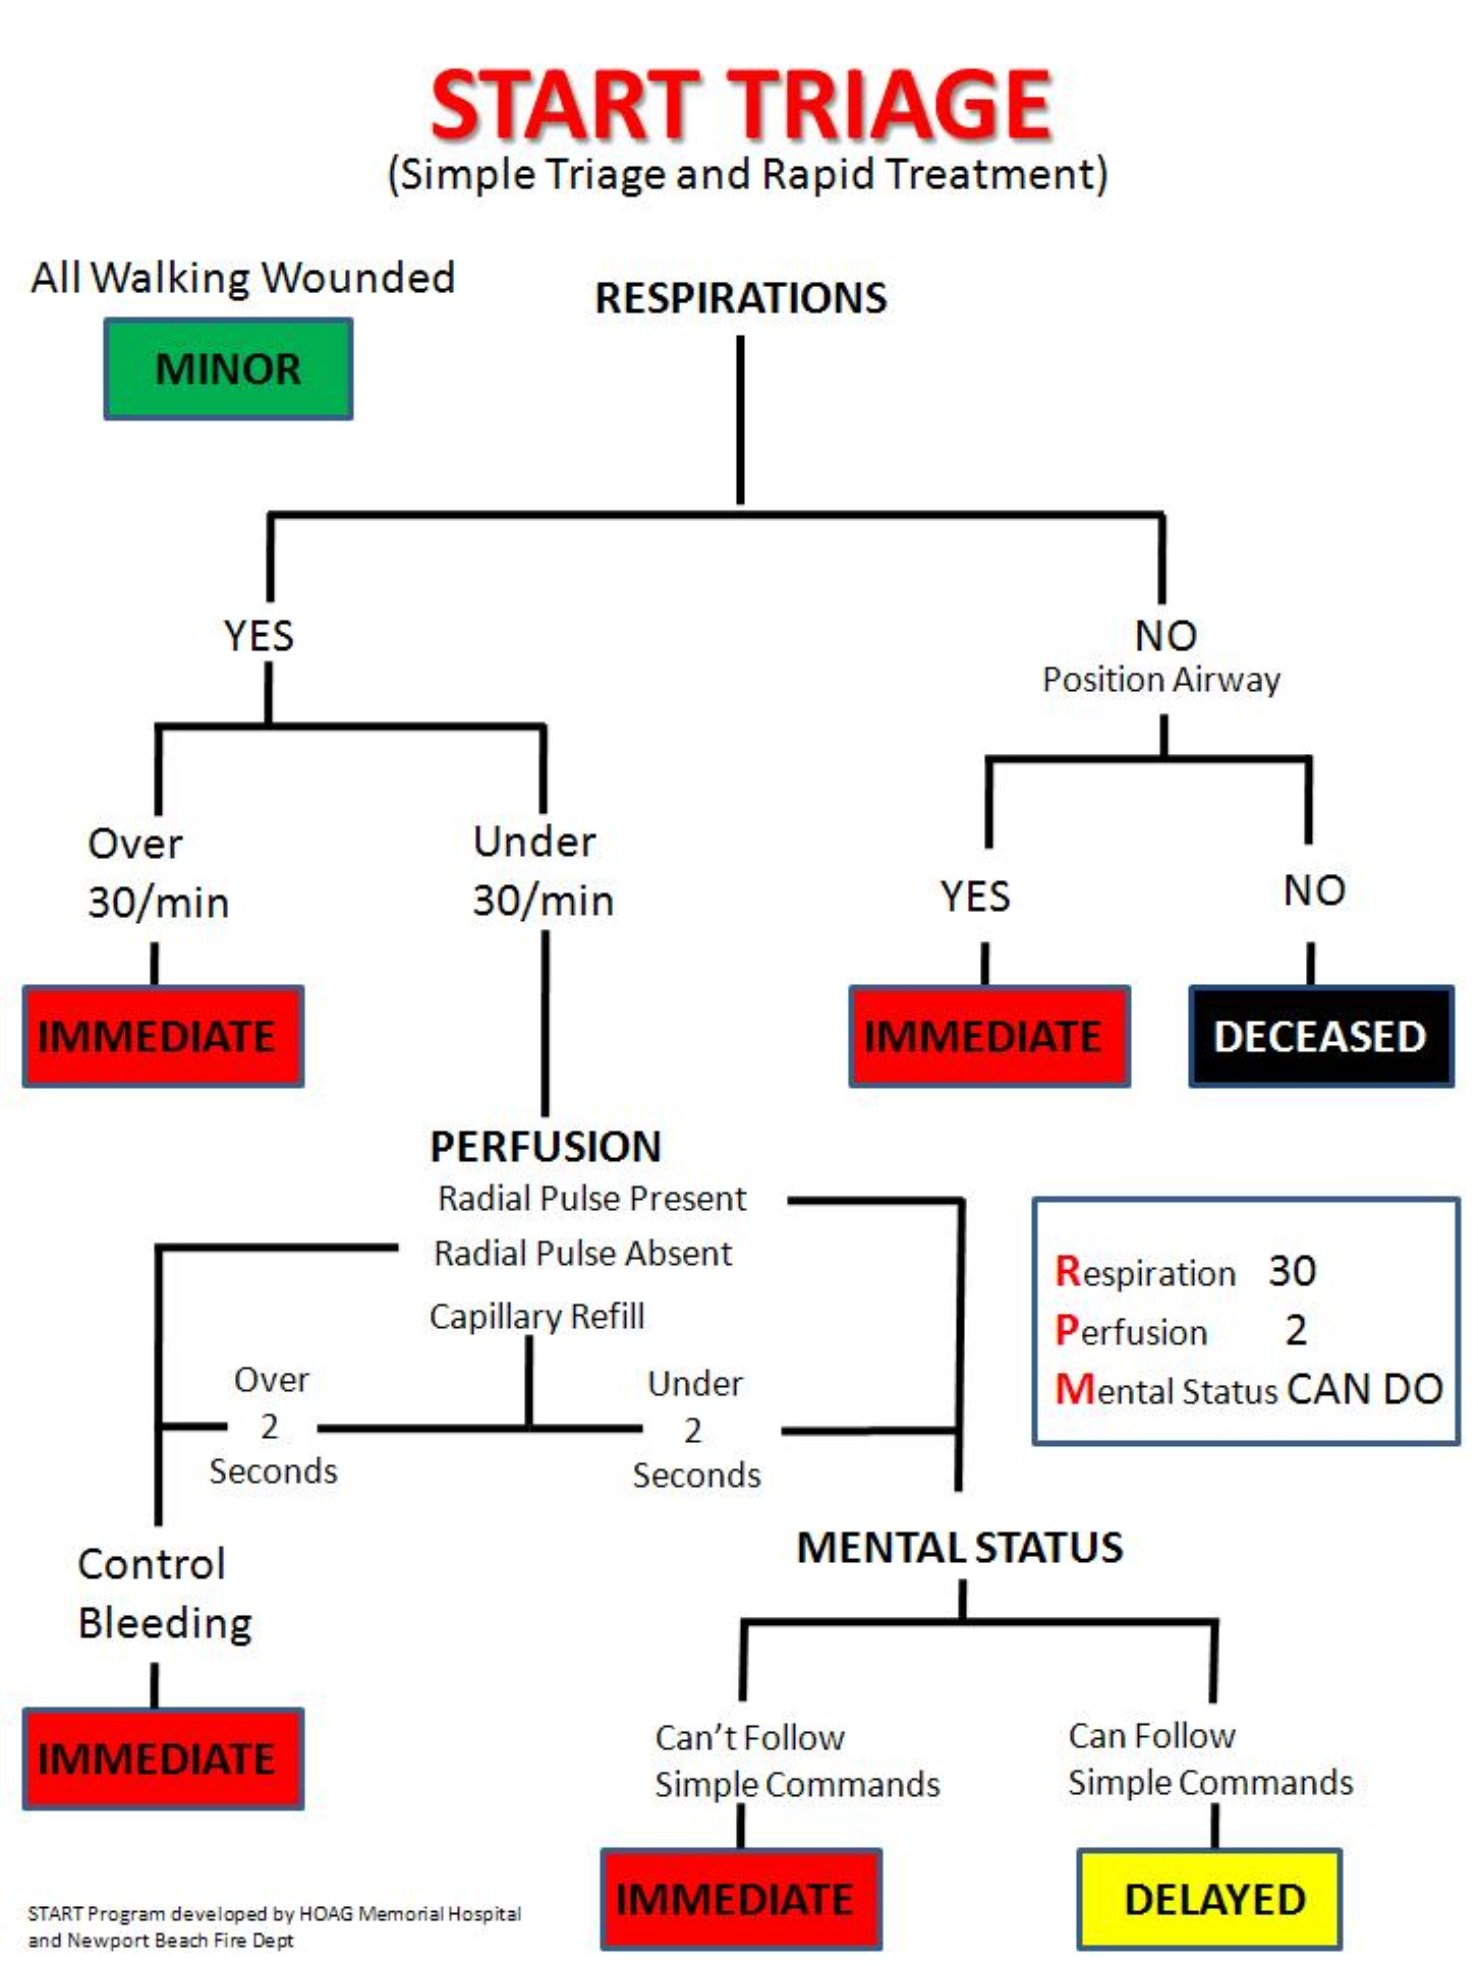 START TRIAGE
(Simple Triage and Rapid Treatment)
All Walking Wounded
MINOR
RESPIRATIONS
YES
NO
Position Airway
Over
30/min
Under
30/min
YES
NO
IMMEDIATE
IMMEDIATE
DECEASED
PERFUSION
Radial Pulse Present
Radial Pulse Absent
Capillary Refill
Over
2
Seconds
Under
2
Seconds
Respiration 30
Perfusion 2
Mental Status CAN DO
Control
Bleeding
IMMEDIATE
MENTAL STATUS
Can't Follow
Simple Commands
Can Follow
Simple Commands
IMMEDIATE
DELAYED
START Program developed by HOAG Memorial Hospital
and Newport Beach Fire Dept